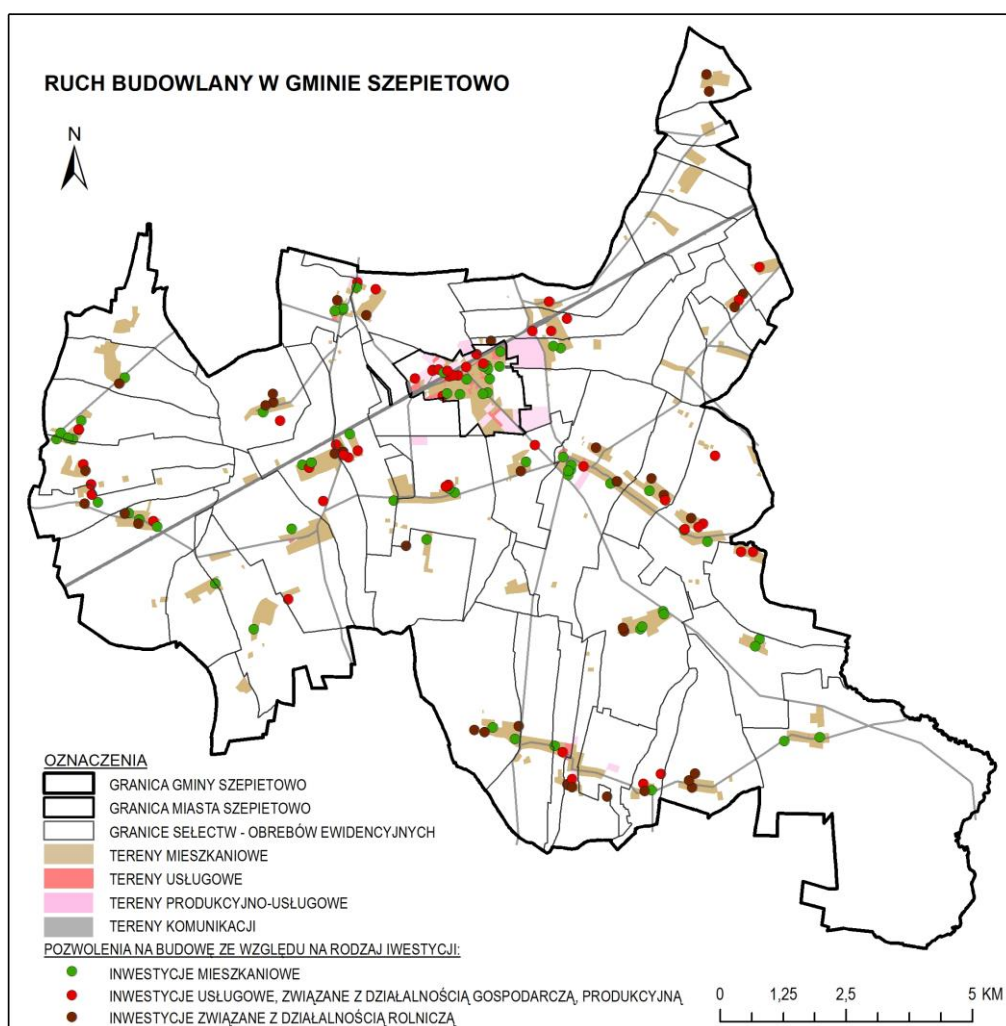 RUCH BUDOWLANY W GMINIE SZEPIETOWO
N
OZNACZENIA
GRANICA GMINY SZEPIETOWO
GRANICA MIASTA SZEPIETOWO
GRANICE SEŁECTW - OBRĘBÓW EWIDENCYJNYCH
TERENY MIESZKANIOWE
TERENY USŁUGOWE
TERENY PRODUKCYJNO-USŁUGOWE
TERENY KOMUNIKACJI
POZWOLENIA NA BUDOWĘ ZE WZGLĘDU NA RODZAJ IWESTYCJI:
INWESTYCJE MIESZKANIOWE
INWESTYCJE USŁUGOWE, ZWIĄZANE Z DZIAŁALNOŚCIĄ GOSPODARCZĄ, PRODUKCYJNĄ
INWESTYCJE ZWIĄZANE Z DZIAŁALNOŚCIĄ ROLNICZĄ
0 1,25 2,5 5 KM